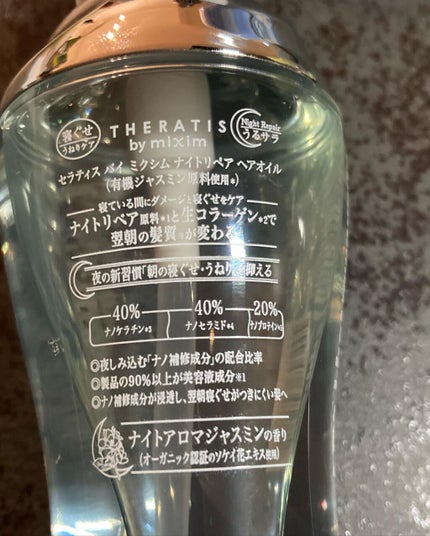 寝ぐせ
うねりケア
THERATIS
by mixim
Night Repair
うるサラ
セラティス バイ ミクシム ナイトリペア ヘアオイル
(有機ジャスミン原料使用*)
寝ている間にダメージと寝ぐせをケア
ナイトリペア原料*1と生コラーゲン*2で
翌朝の髪質*が変わる
夜の新習慣「朝の寝ぐせ・うねり」を抑える
40%
40%
20%
ナノケラチン*3
ナノセラミド*4
ナノプロテイン*5
◎夜しみ込む「ナノ補修成分」の配合比率
◎製品の90%以上が美容液成分*1
◎ナノ補修成分が浸透し、翌朝寝ぐせがつきにくい髪へ
ナイトアロマジャスミンの香り
(オーガニック認証のソケイ花エキス使用)